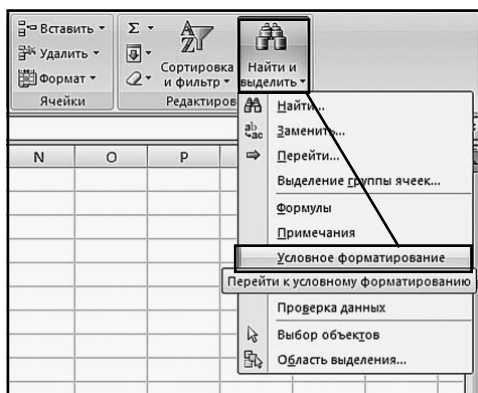 Вставить
Удалить
Формат
Ячейки
Σ
Сортировка
и фильтр
Редактиров
Найти и
выделить
N O P
Найти...
Заменить...
Перейти...
Выделение группы ячеек...
Формулы
Примечания
Условное форматирование
Перейти к условному форматированию
Проверка данных
Выбор объектов
Область выделения...